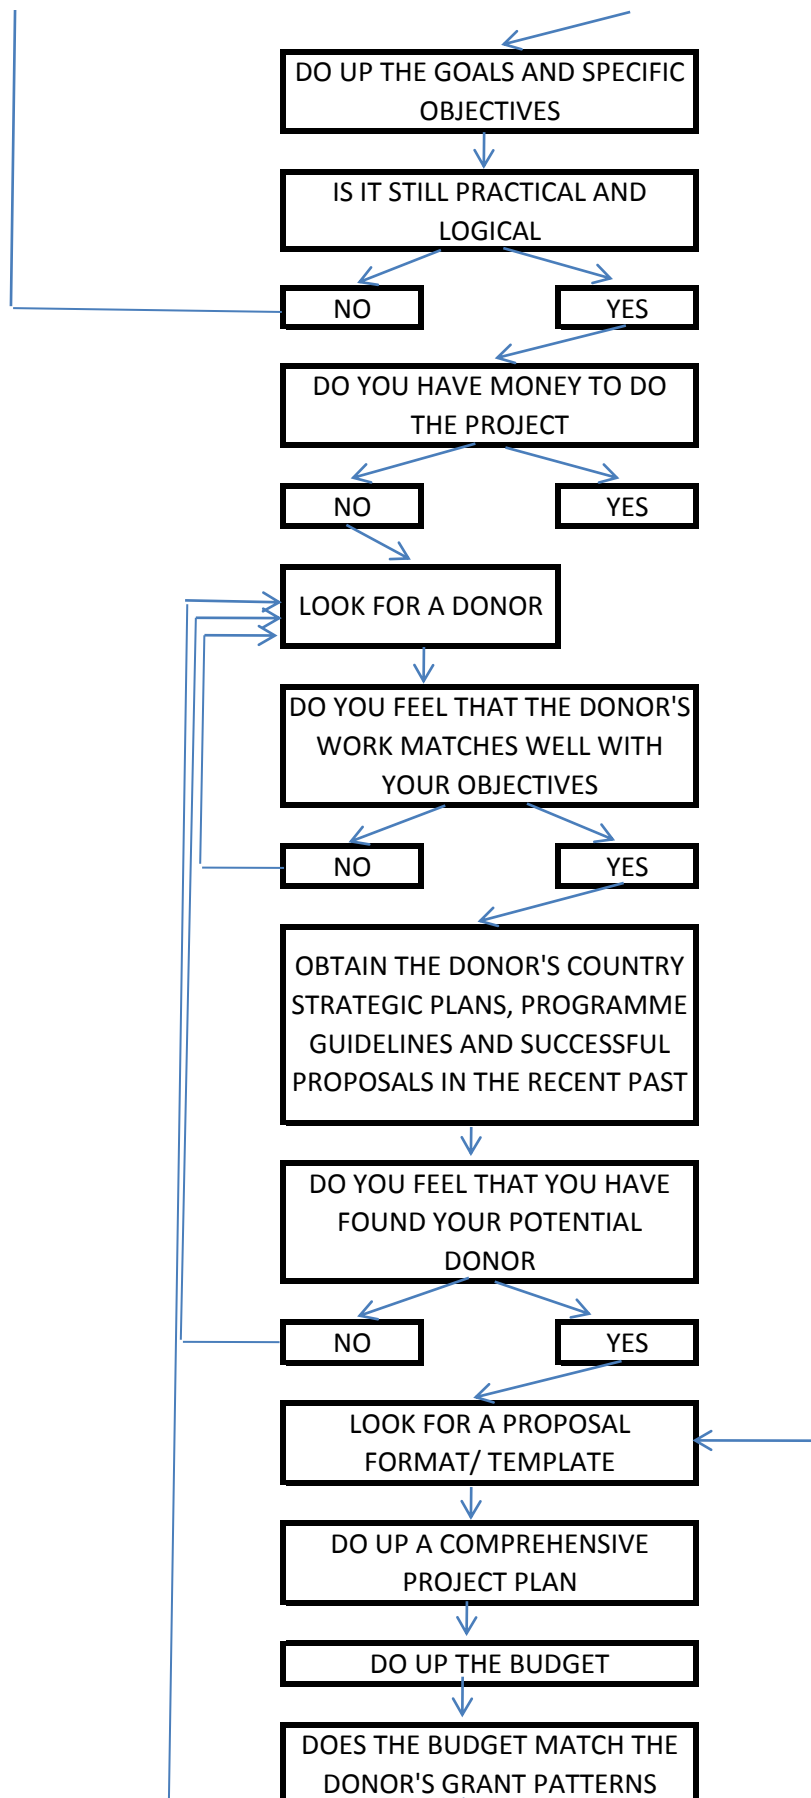 DO UP THE GOALS AND SPECIFIC
OBJECTIVES
IS IT STILL PRACTICAL AND
LOGICAL
NO
YES
DO YOU HAVE MONEY TO DO
THE PROJECT
NO
YES
LOOK FOR A DONOR
DO YOU FEEL THAT THE DONOR'S
WORK MATCHES WELL WITH
YOUR OBJECTIVES
NO
YES
OBTAIN THE DONOR'S COUNTRY
STRATEGIC PLANS, PROGRAMME
GUIDELINES AND SUCCESSFUL
PROPOSALS IN THE RECENT PAST
DO YOU FEEL THAT YOU HAVE
FOUND YOUR POTENTIAL
DONOR
NO
YES
LOOK FOR A PROPOSAL
FORMAT/ TEMPLATE
DO UP A COMPREHENSIVE
PROJECT PLAN
DO UP THE BUDGET
DOES THE BUDGET MATCH THE
DONOR'S GRANT PATTERNS